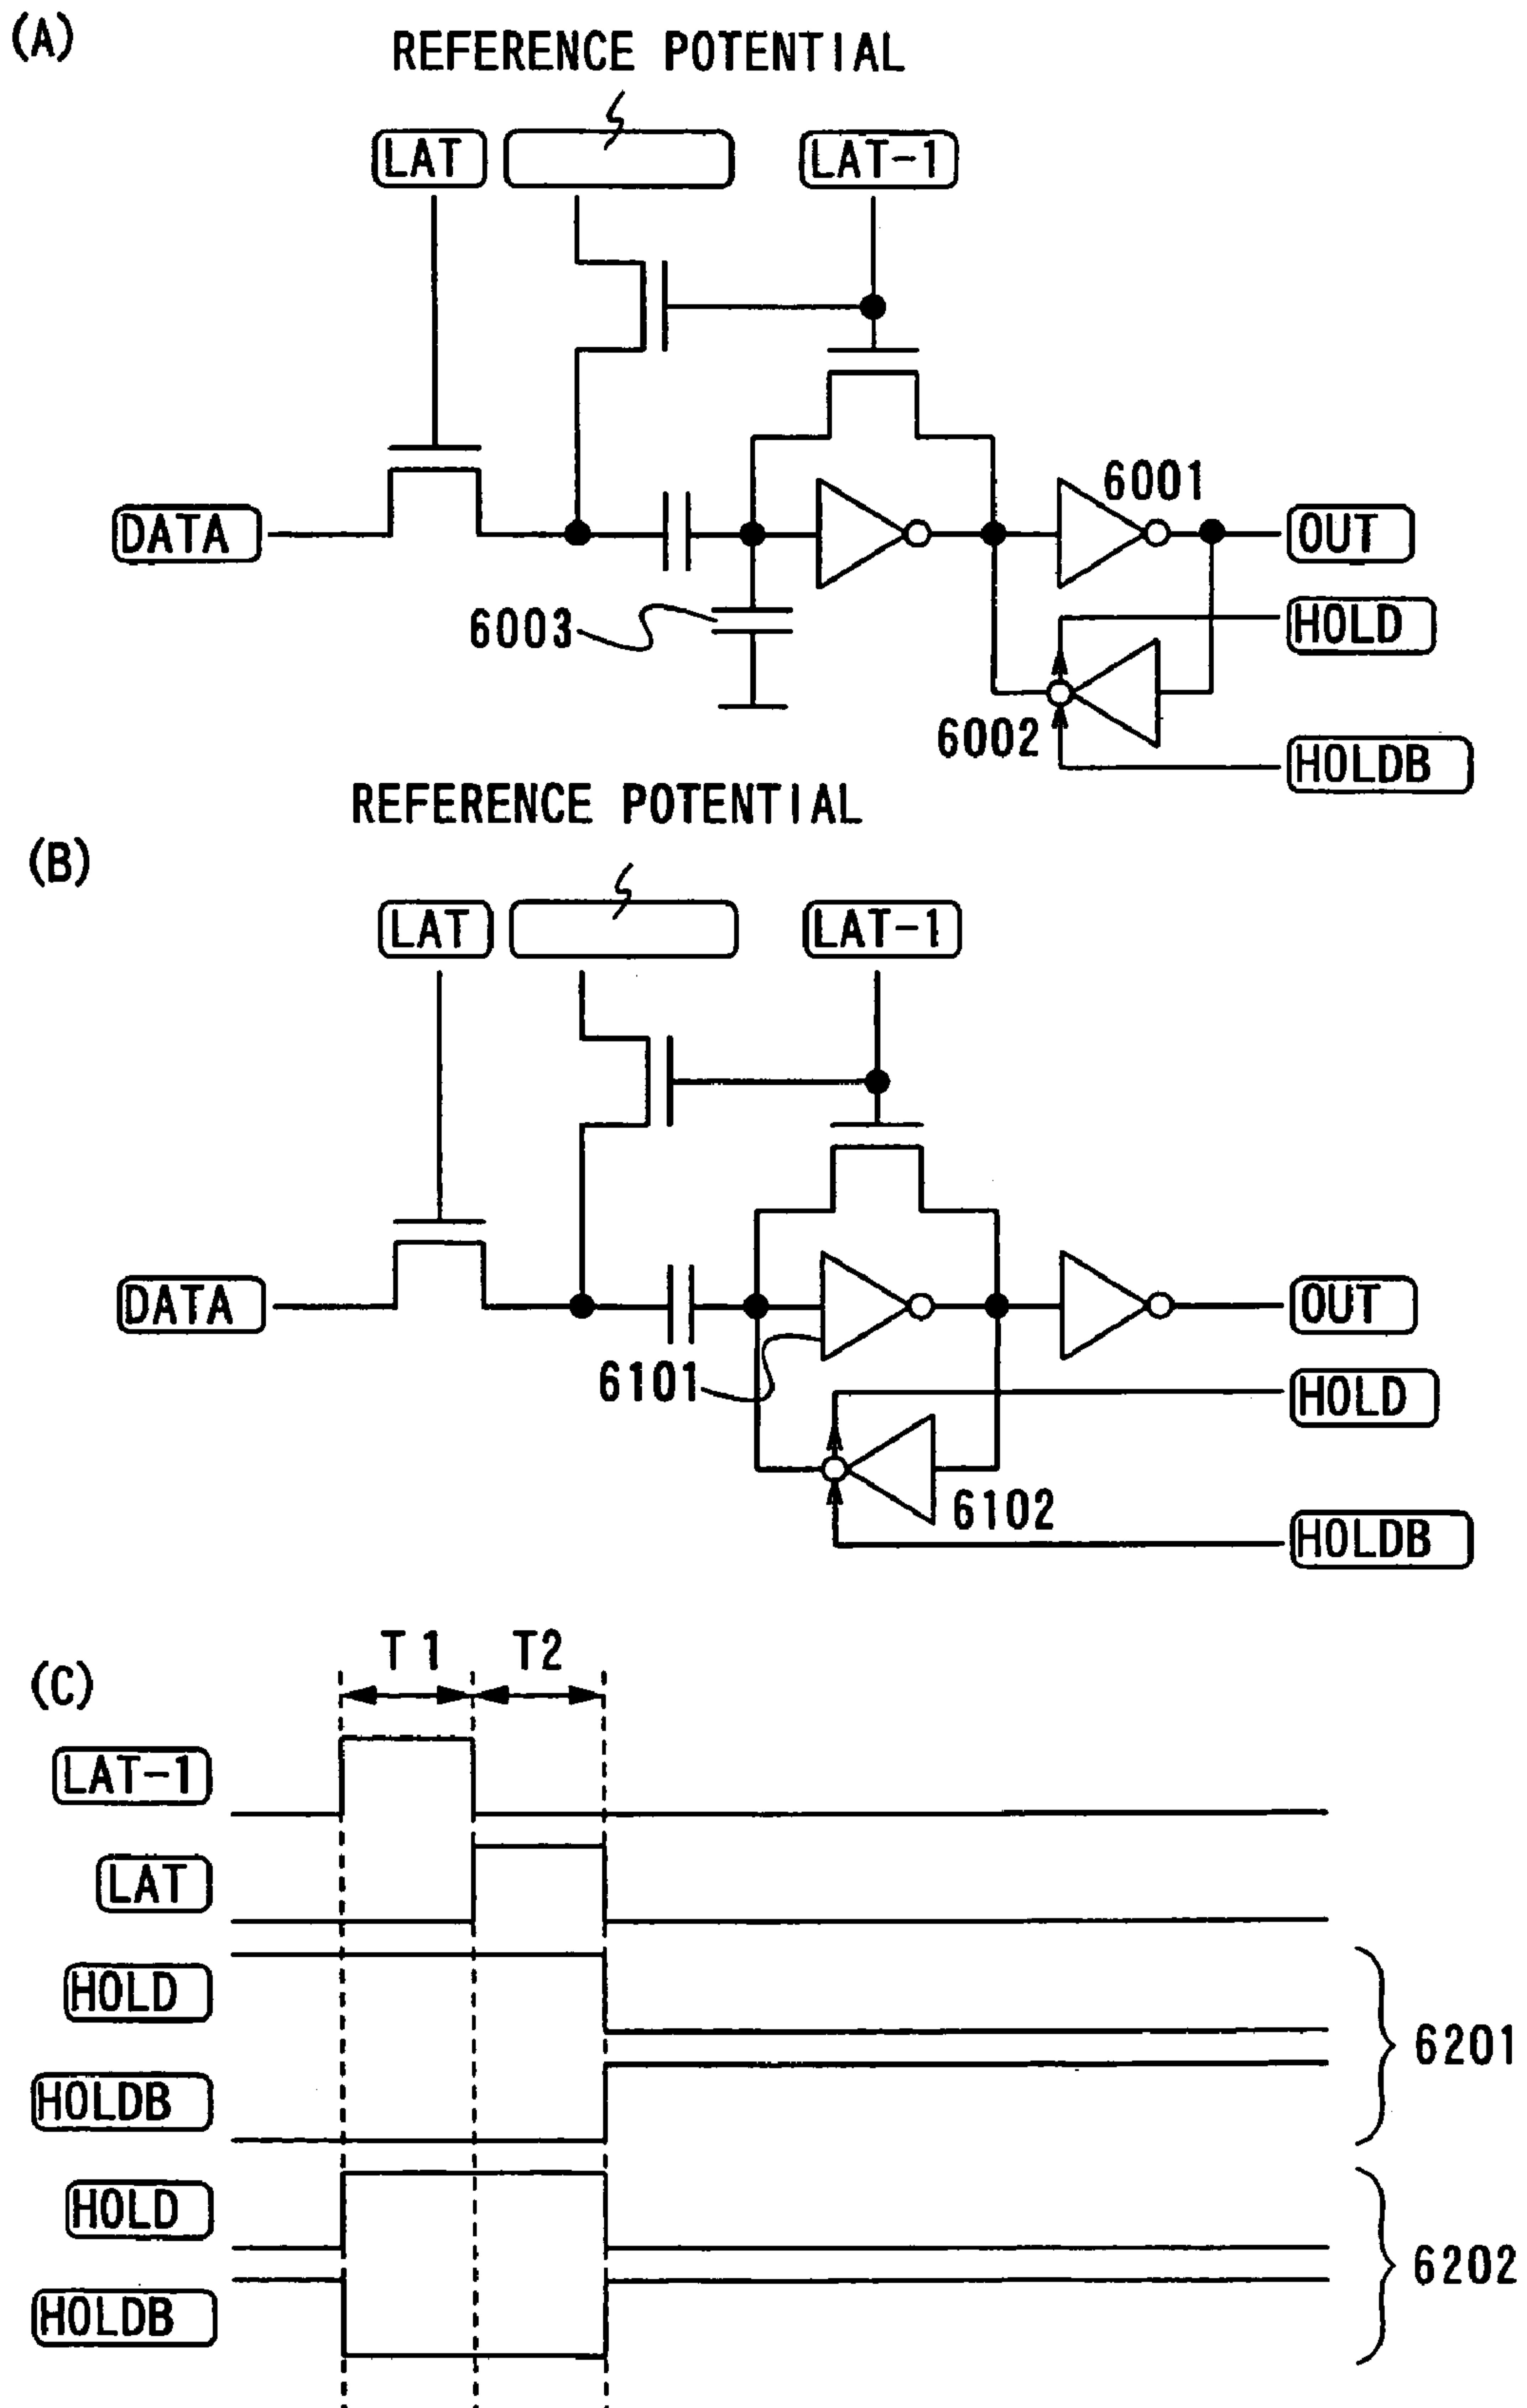 (A)
REFERENCE POTENTIAL
LAT
LAT-1
6001
DATA
OUT
6003
HOLD
6002
HOLDB
REFERENCE POTENTIAL
(B)
LAT
LAT-1
DATA
OUT
6101
HOLD
6102
HOLDB
(C)
T1
T2
LAT-1
LAT
HOLD
6201
HOLDB
HOLD
6202
HOLDB